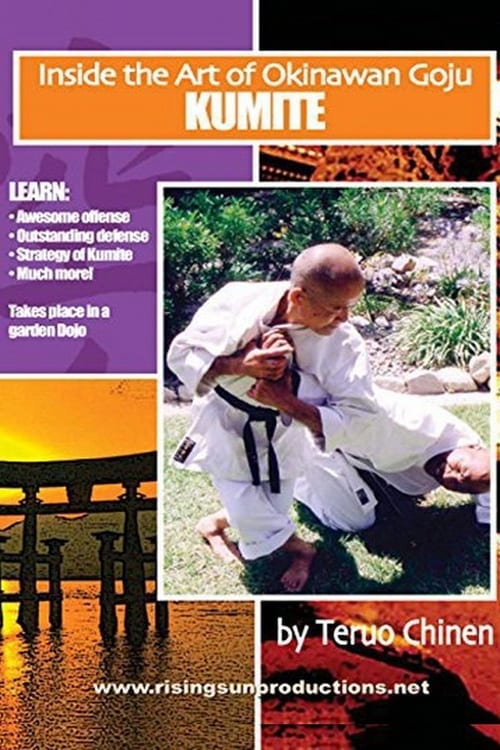 Inside the Art of Okinawan Goju
KUMITE
LEARN:
• Awesome offense
• Outstanding defense
• Strategy of Kumite
• Much more!
Takes place in a
garden Dojo
by Teruo Chinen
www.risingsunproductions.net